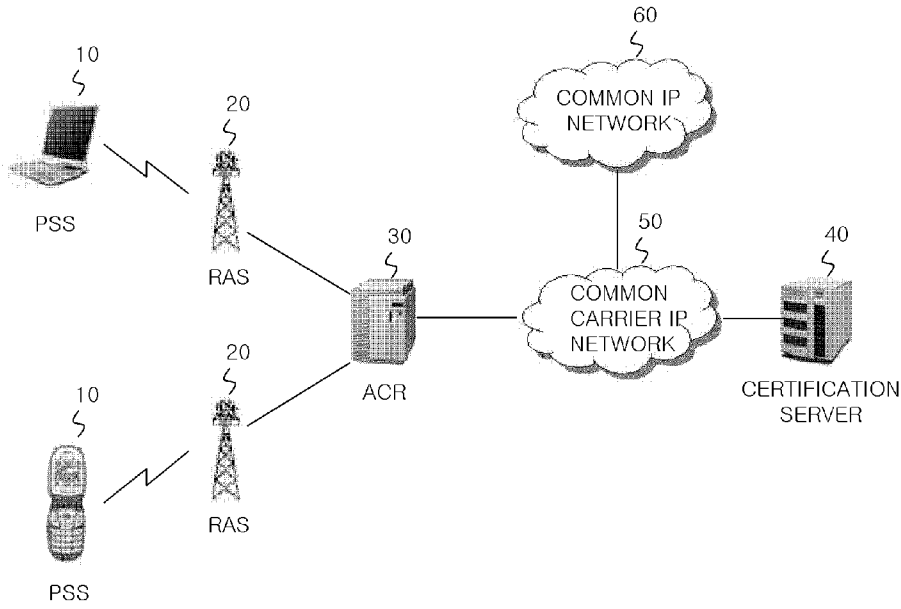 60
10
20
COMMON IP
NETWORK
PSS
RAS
30
50
40
COMMON
CARRIER IP
NETWORK
20
10
ACR
CERTIFICATION
SERVER
RAS
PSS